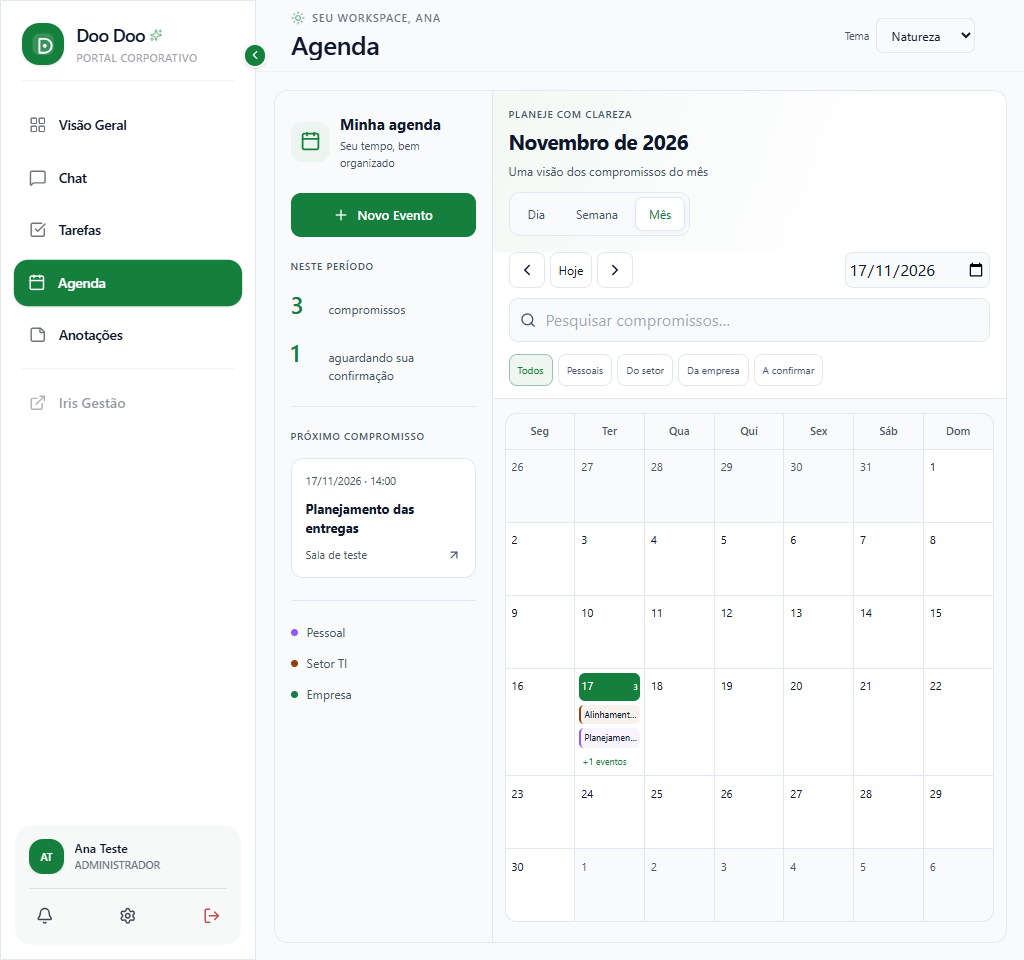 Doo Doo
PORTAL CORPORATIVO
Visão Geral
Chat
Tarefas
Agenda
Anotações
Iris Gestão
AT
Ana Teste
ADMINISTRADOR
SEU WORKSPACE, ANA
Agenda
Tema
Natureza
Minha agenda
Seu tempo, bem
organizado
+ Novo Evento
NESTE PERÍODO
3 compromissos
1 aguardando sua
confirmação
PRÓXIMO COMPROMISSO
17/11/2026 · 14:00
Planejamento das
entregas
Sala de teste
Pessoal
Setor TI
Empresa
PLANEJE COM CLAREZA
Novembro de 2026
Uma visão dos compromissos do mês
Dia Semana Mês
Hoje
17/11/2026
Pesquisar compromissos...
Todos Pessoais Do setor Da empresa A confirmar
Seg Ter Qua Qui Sex Sáb Dom
26 27 28 29 30 31 1
2 3 4 5 6 7 8
9 10 11 12 13 14 15
16 17 3 18 19 20 21 22
Alinhament...
Planejamen...
+1 eventos
23 24 25 26 27 28 29
30 1 2 3 4 5 6